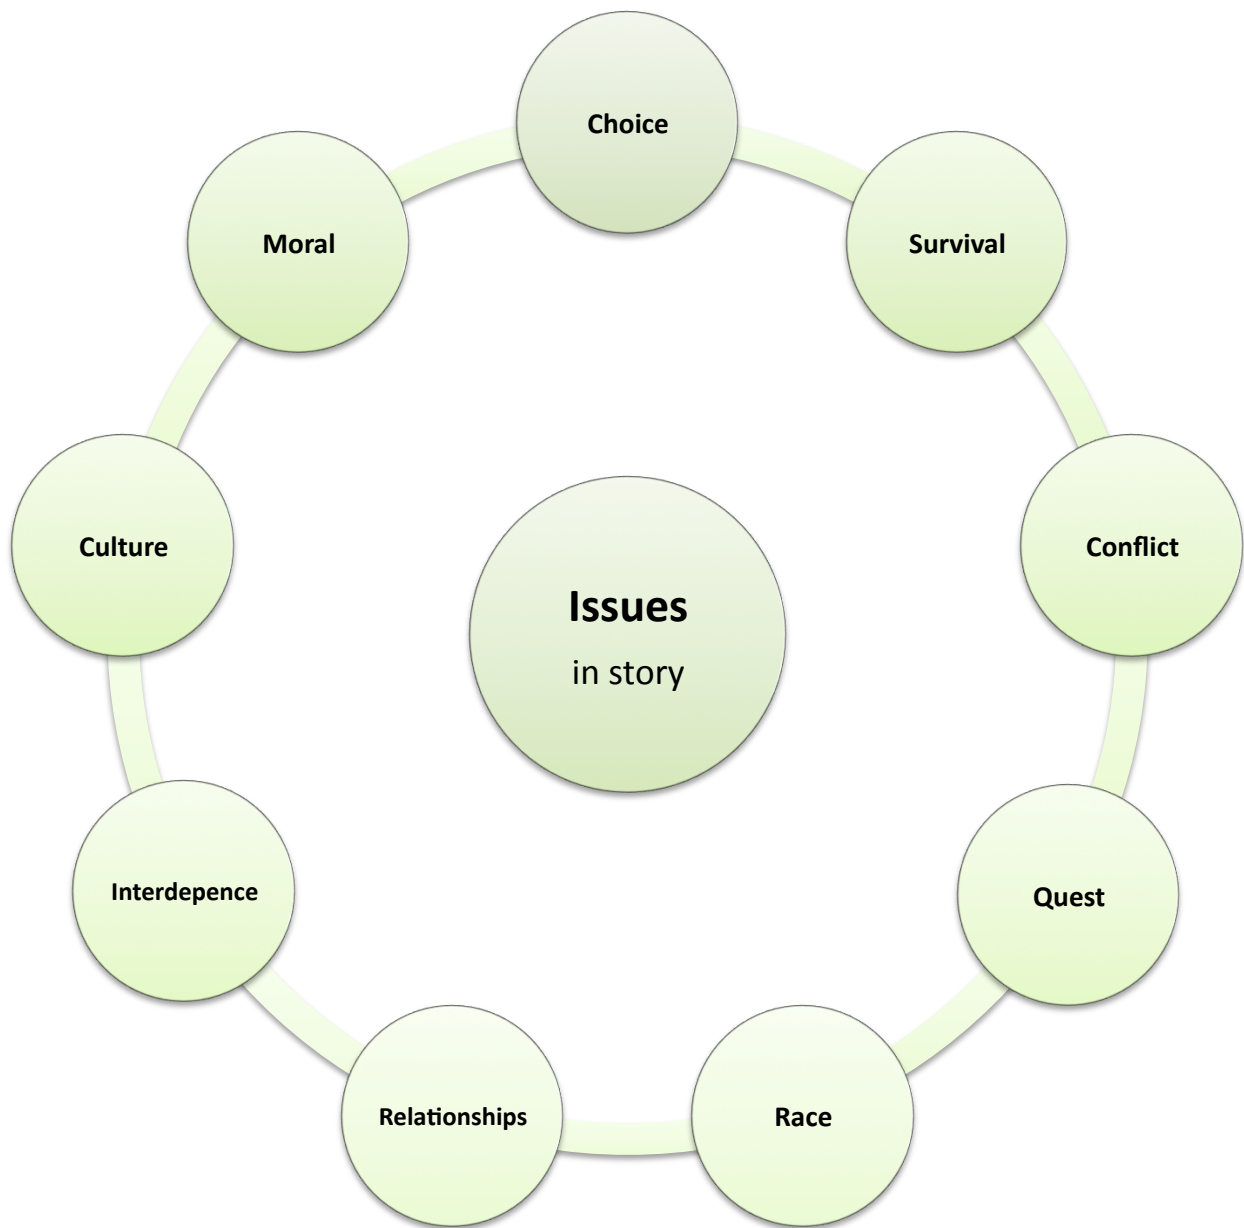 Choice
Moral
Survival
Culture
Conflict
Issues
in story
Interdepence
Quest
Relationships
Race